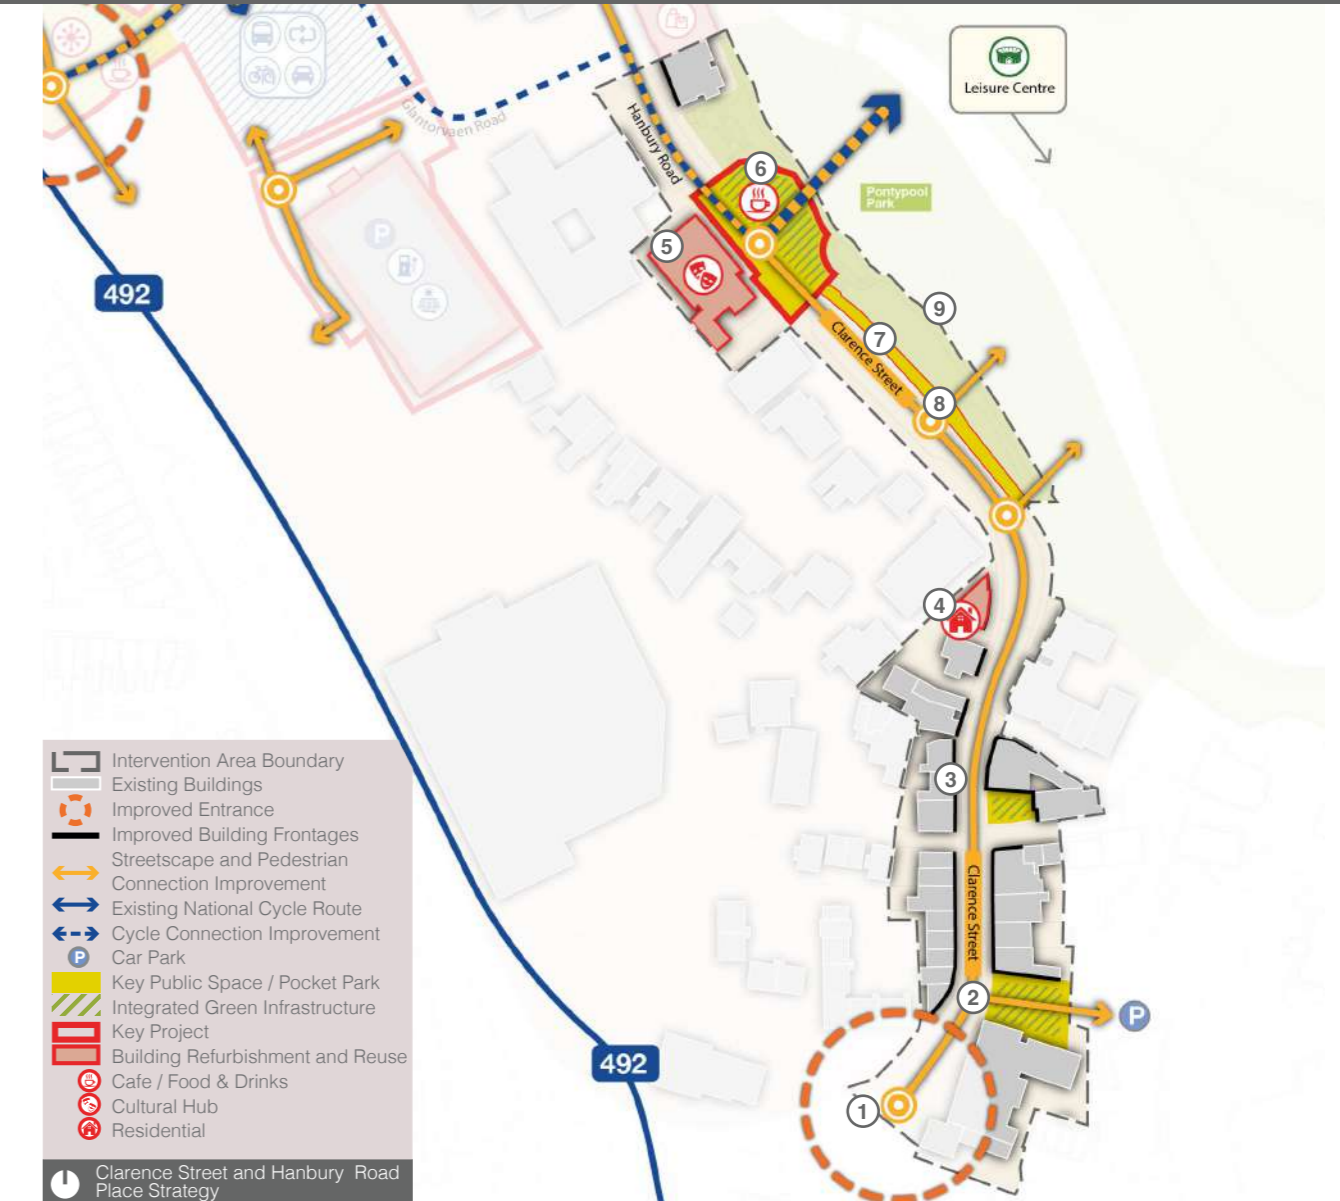 Leisure Centre
Glantorvaen Road
Hanbury Road
6
P
Pontypool
Park
5
492
9
7
Clarence Street
8
4
3
Clarence Street
2
P
492
1
Intervention Area Boundary
Existing Buildings
Improved Entrance
Improved Building Frontages
Streetscape and Pedestrian
Connection Improvement
Existing National Cycle Route
Cycle Connection Improvement
P Car Park
Key Public Space / Pocket Park
Integrated Green Infrastructure
Key Project
Building Refurbishment and Reuse
Cafe / Food & Drinks
Cultural Hub
Residential
Clarence Street and Hanbury Road
Place Strategy